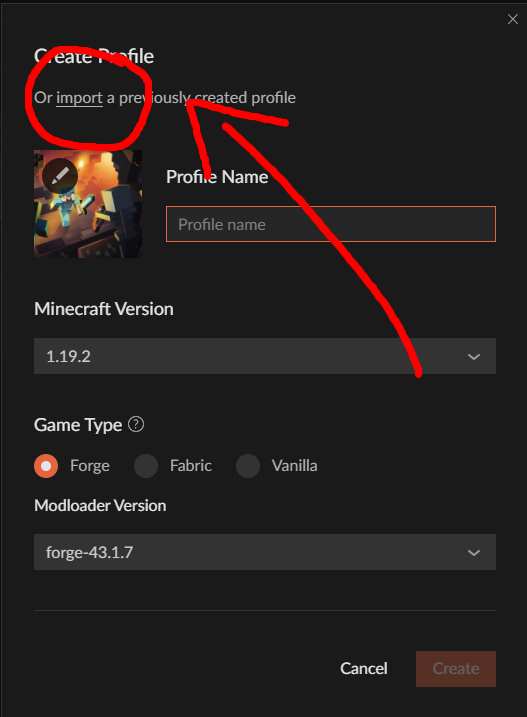 Create Profile
Or import a previously created profile
Profile Name
Profile name
Minecraft Version
1.19.2
Game Type ?
Forge Fabric Vanilla
Modloader Version
forge-43.1.7
Cancel Create